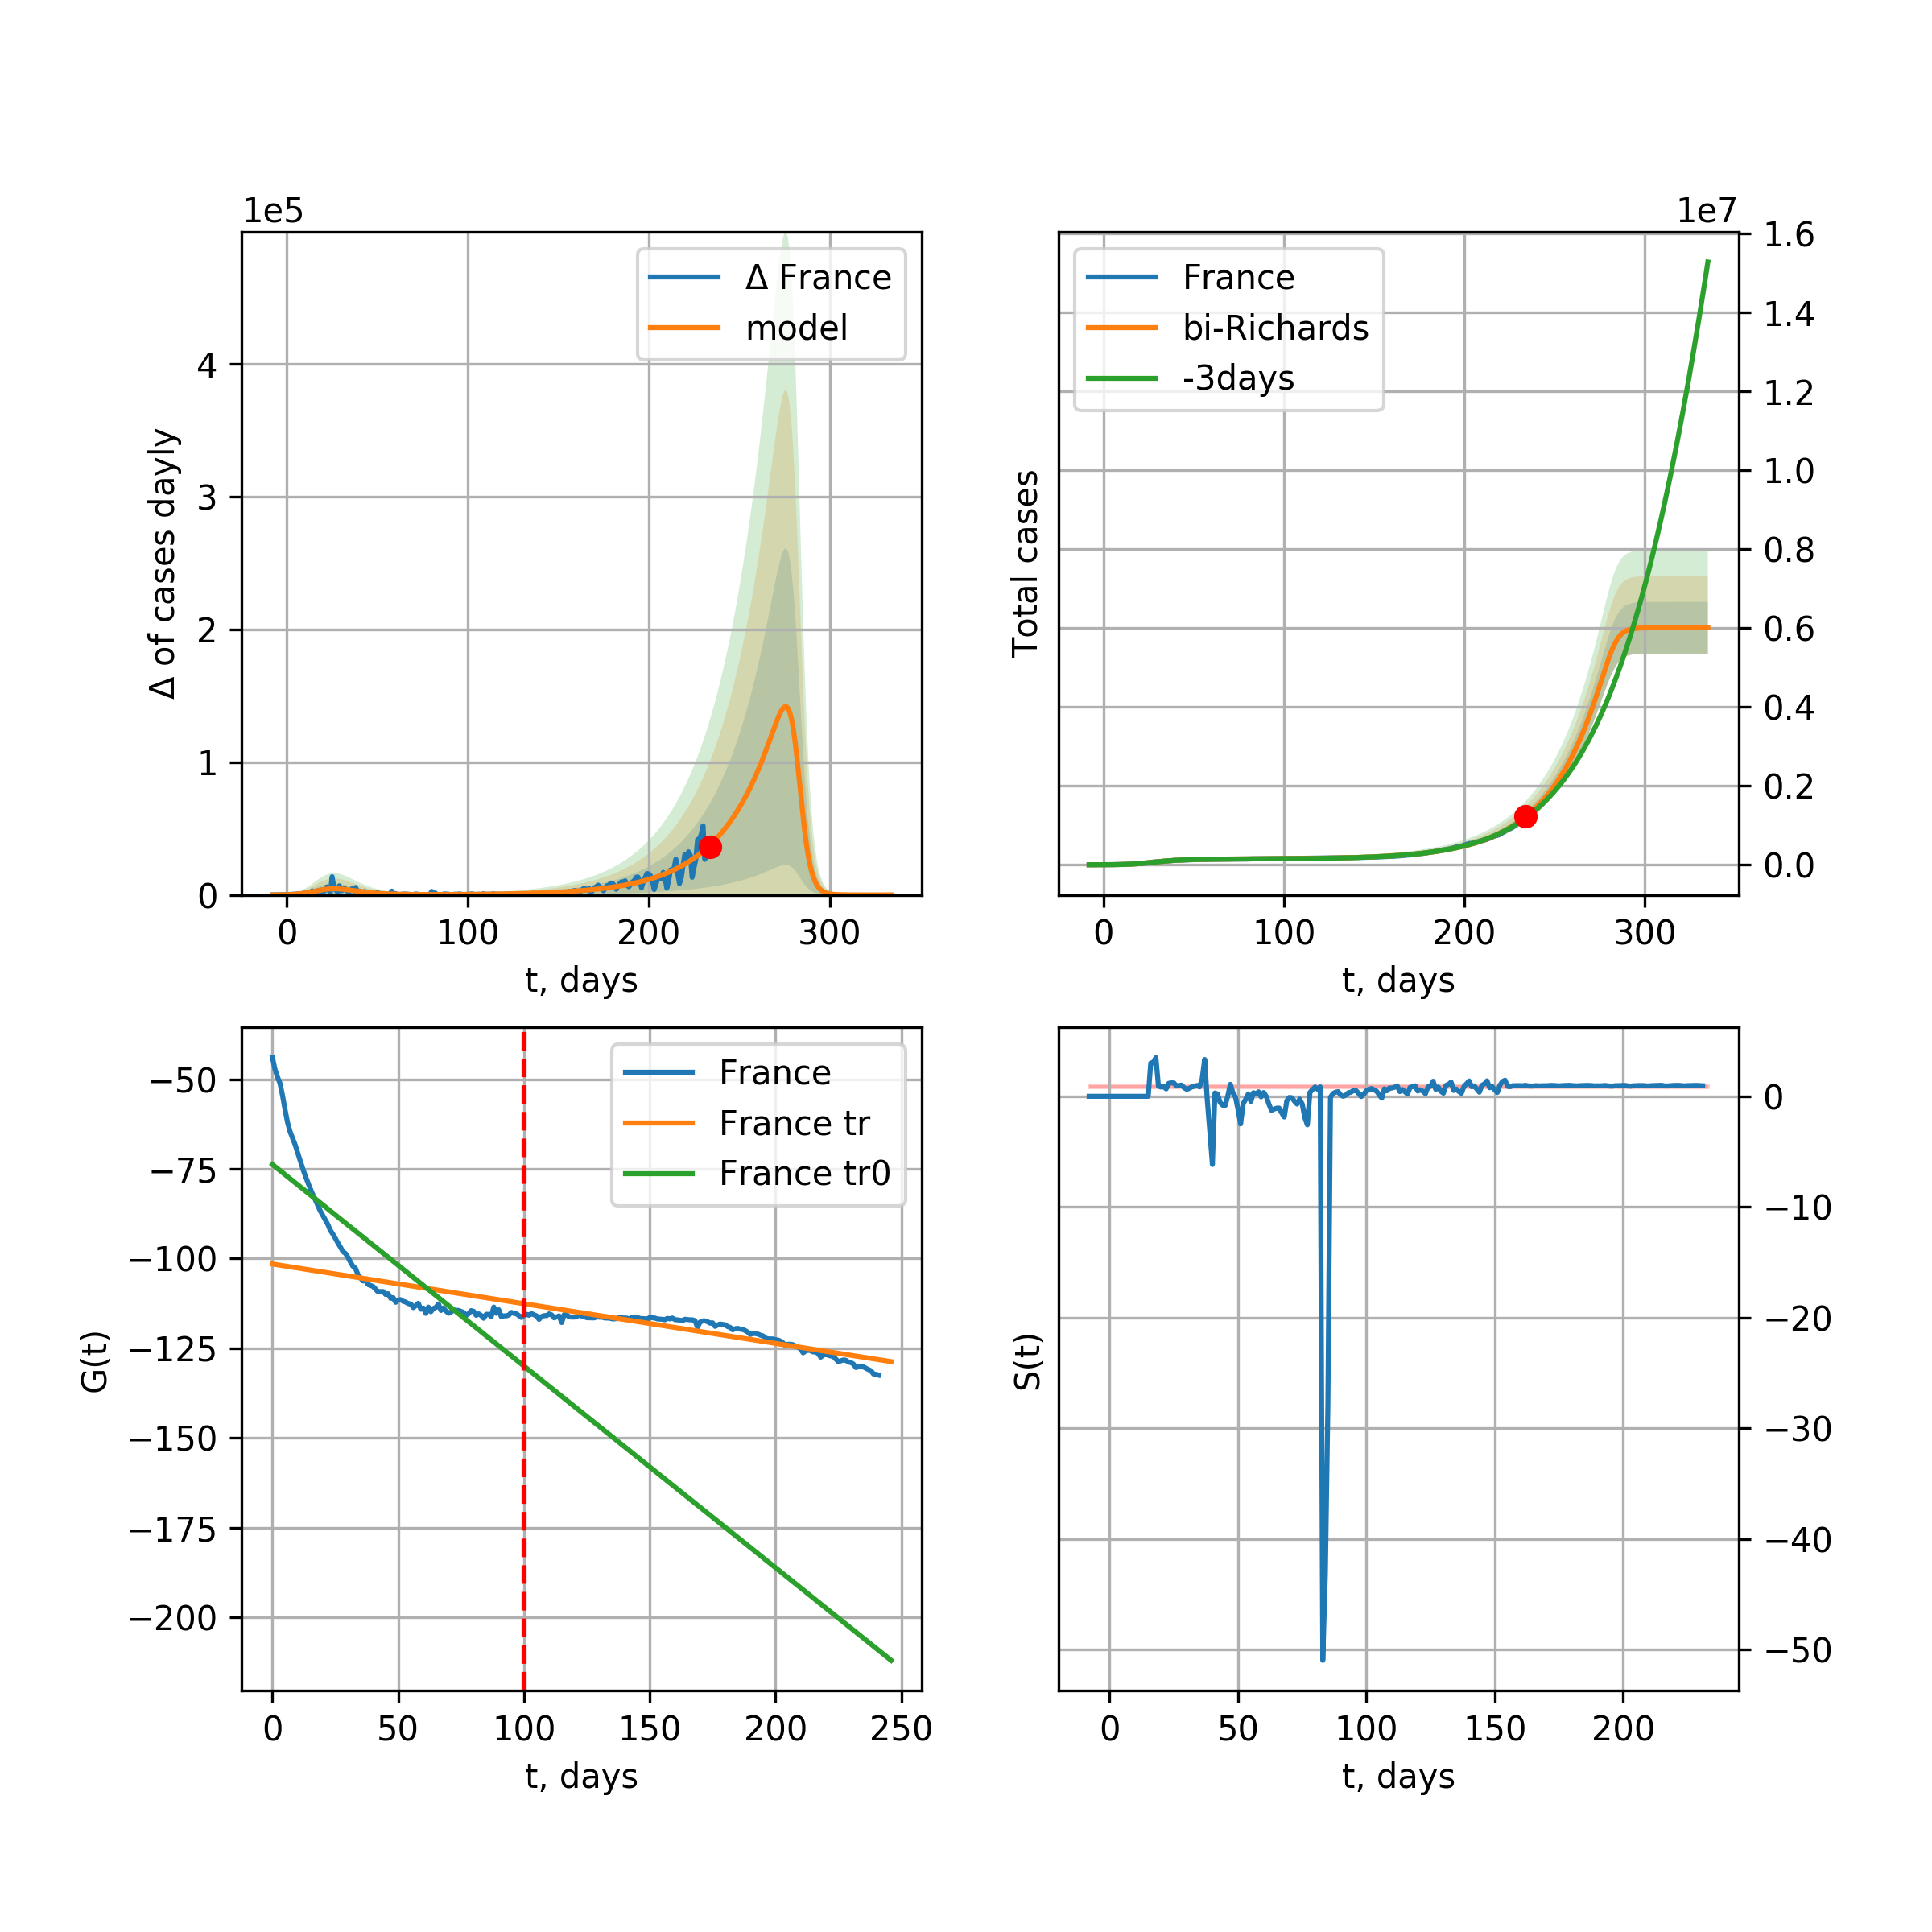 1e5
Δ of cases dayly
4
3
2
1
0
Δ France
model
0 100 200 300
t, days
1e7
Total cases
France
bi-Richards
-3days
1.6
1.4
1.2
1.0
0.8
0.6
0.4
0.2
0.0
0 100 200 300
t, days
G(t)
−50
−75
−100
−125
−150
−175
−200
France
France tr
France tr0
0 50 100 150 200 250
t, days
S(t)
0
−10
−20
−30
−40
−50
0 50 100 150 200
t, days